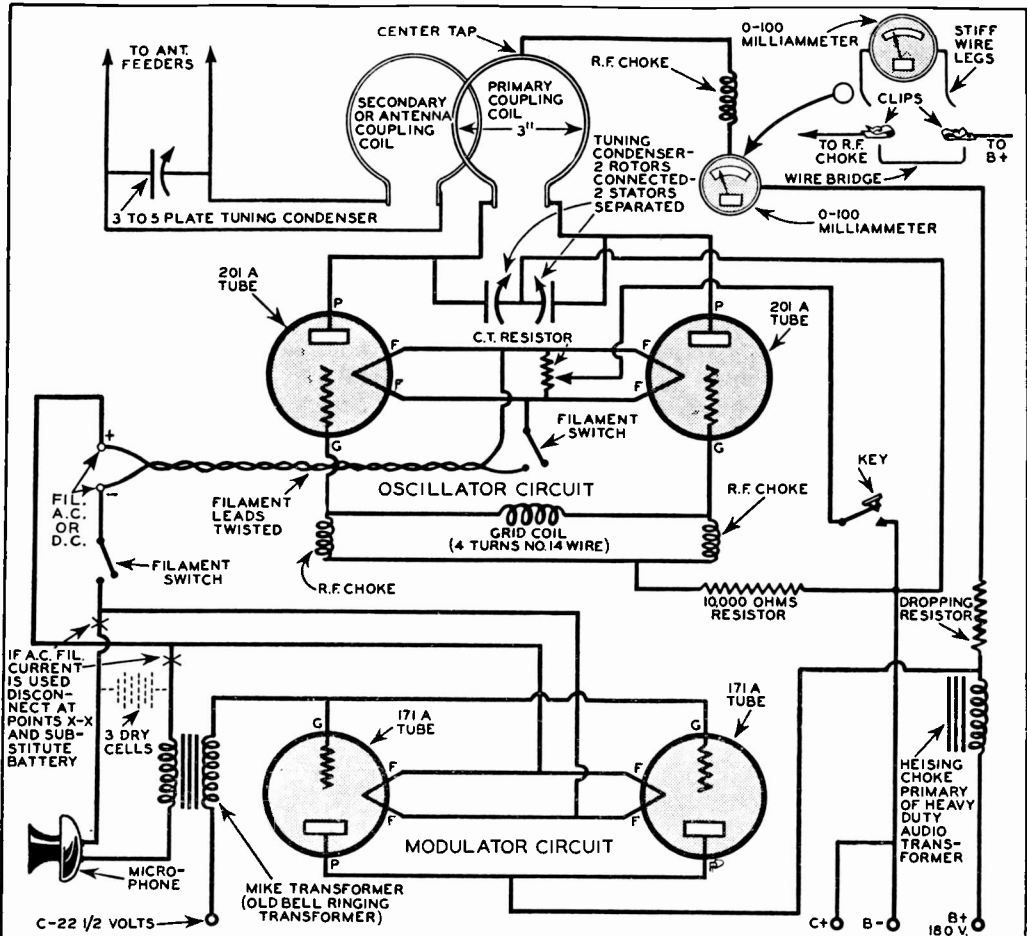 TO ANT.
FEEDERS
CENTER TAP
SECONDARY
OR ANTENNA
COUPLING
COIL
PRIMARY
COUPLING
COIL
3"
R.F. CHOKE
0-100
MILLIAMMETER
STIFF
WIRE
LEGS
CLIPS
TO R.F.
CHOKE
TO
B+
WIRE BRIDGE
0-100
MILLIAMMETER
TUNING
CONDENSER-
2 ROTORS
CONNECTED-
2 STATORS
SEPARATED
3 TO 5 PLATE TUNING CONDENSER
201 A
TUBE
P
C.T. RESISTOR
P
201 A
TUBE
F
F
F
F
G
G
FILAMENT
SWITCH
KEY
+
-
FIL.
A.C.
OR
D.C.
FILAMENT
LEADS
TWISTED
OSCILLATOR CIRCUIT
R.F. CHOKE
GRID COIL
(4 TURNS NO. 14 WIRE)
FILAMENT
SWITCH
R.F. CHOKE
10,000 OHMS
RESISTOR
DROPPING
RESISTOR
IF A.C. FIL.
CURRENT
IS USED
DISCON-
NECT AT
POINTS X-X
AND SUB-
STITUTE
BATTERY
3 DRY
CELLS
171 A
TUBE
171 A
TUBE
G
G
F
F
F
F
P
P
MODULATOR CIRCUIT
HEISING
CHOKE
PRIMARY
OF HEAVY
DUTY
AUDIO
TRANS-
FORMER
MICRO-
PHONE
MIKE TRANSFORMER
(OLD BELL RINGING
TRANSFORMER)
C-22 1/2 VOLTS
C+
B-
B+
180 V.